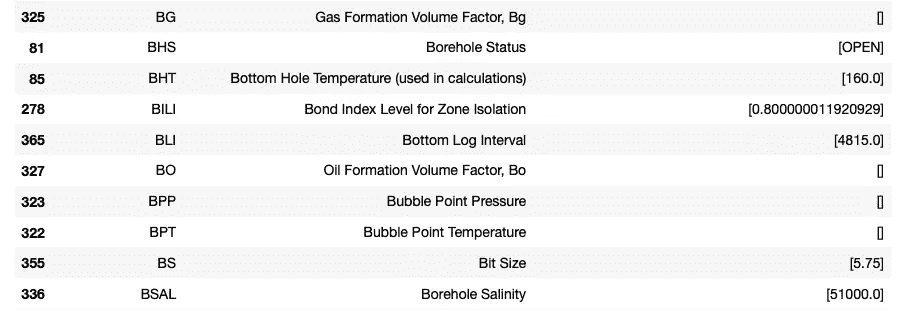 325 BG Gas Formation Volume Factor, Bg []
81 BHS Borehole Status [OPEN]
85 BHT Bottom Hole Temperature (used in calculations) [160.0]
278 BILI Bond Index Level for Zone Isolation [0.800000011920929]
365 BLI Bottom Log Interval [4815.0]
327 BO Oil Formation Volume Factor, Bo []
323 BPP Bubble Point Pressure []
322 BPT Bubble Point Temperature []
355 BS Bit Size [5.75]
336 BSAL Borehole Salinity [51000.0]